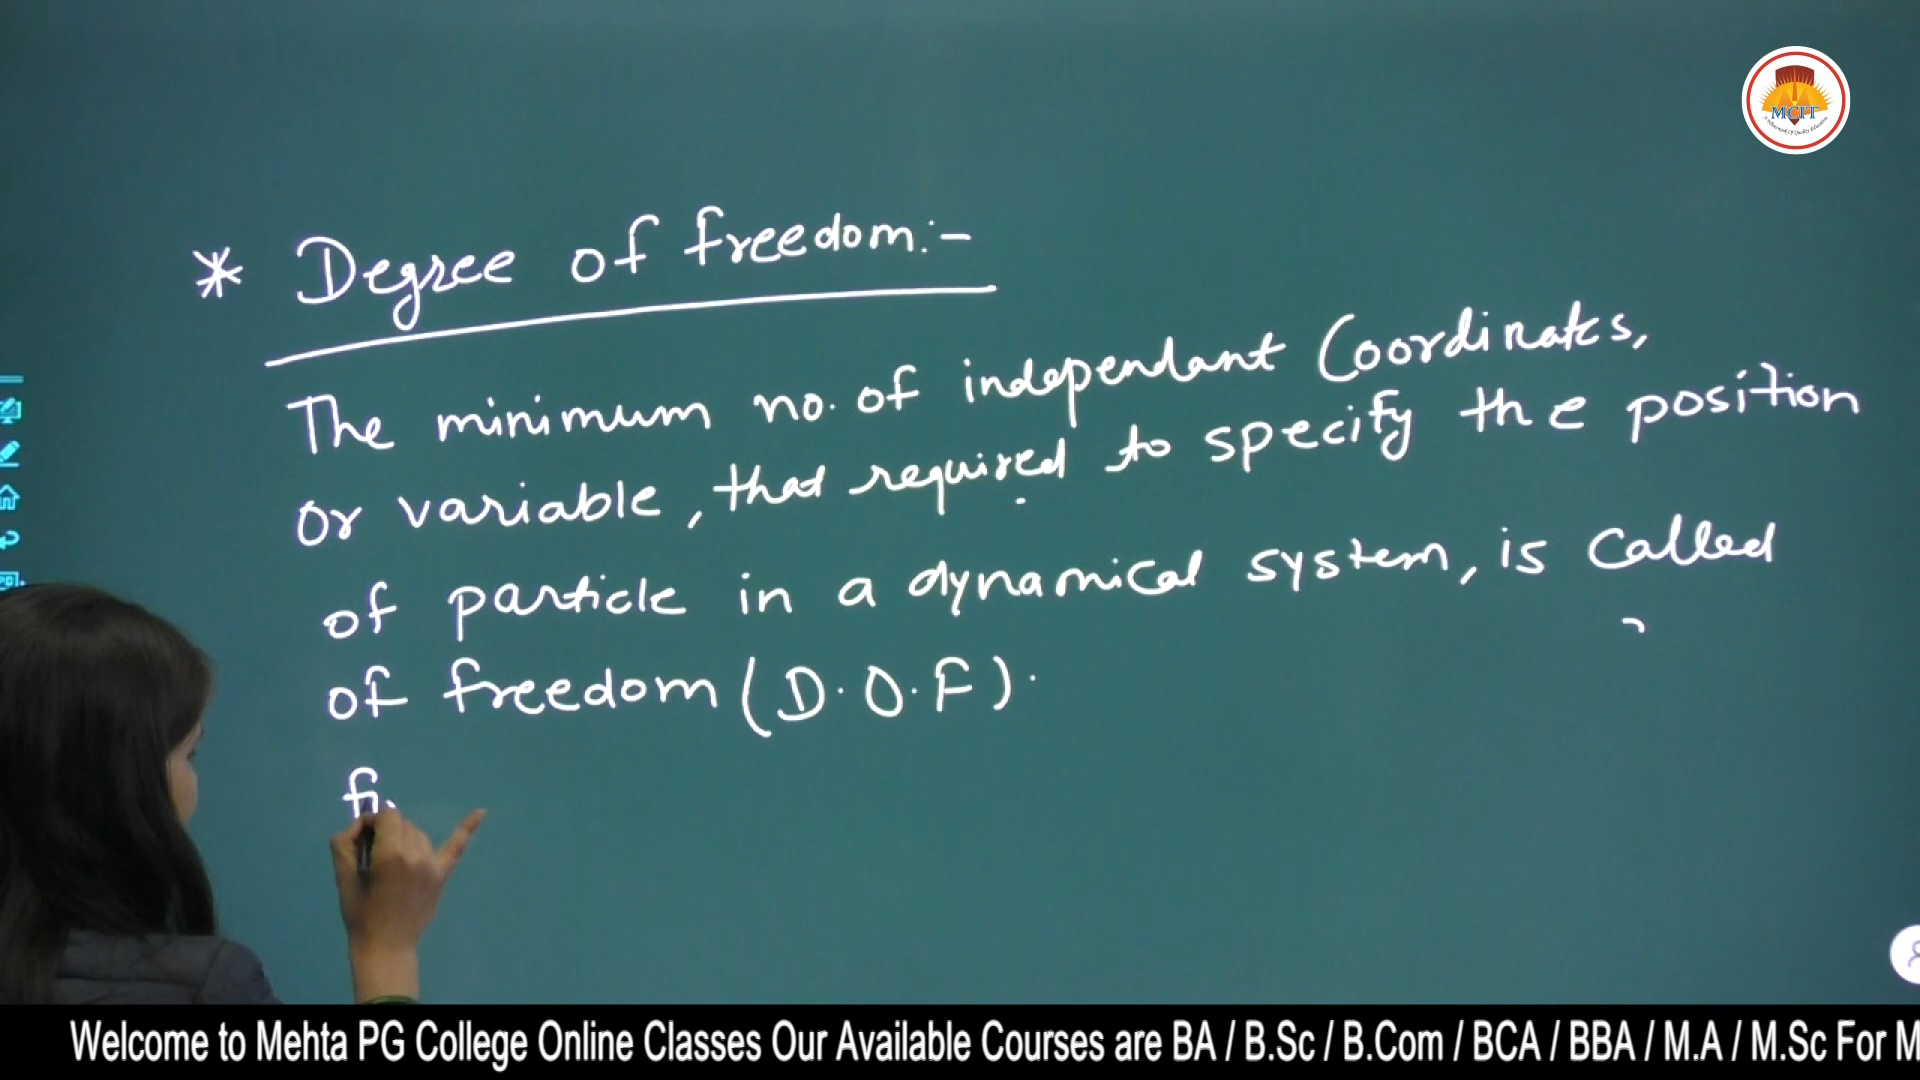 MCIT
* Degree of freedom:-
The minimum no. of independant Coordinates,
or variable, that required to specify the position
of particle in a dynamical system, is called
of freedom (D.O.F).
fi
Welcome to Mehta PG College Online Classes Our Available Courses are BA / B.Sc / B.Com / BCA / BBA / M.A / M.Sc For M